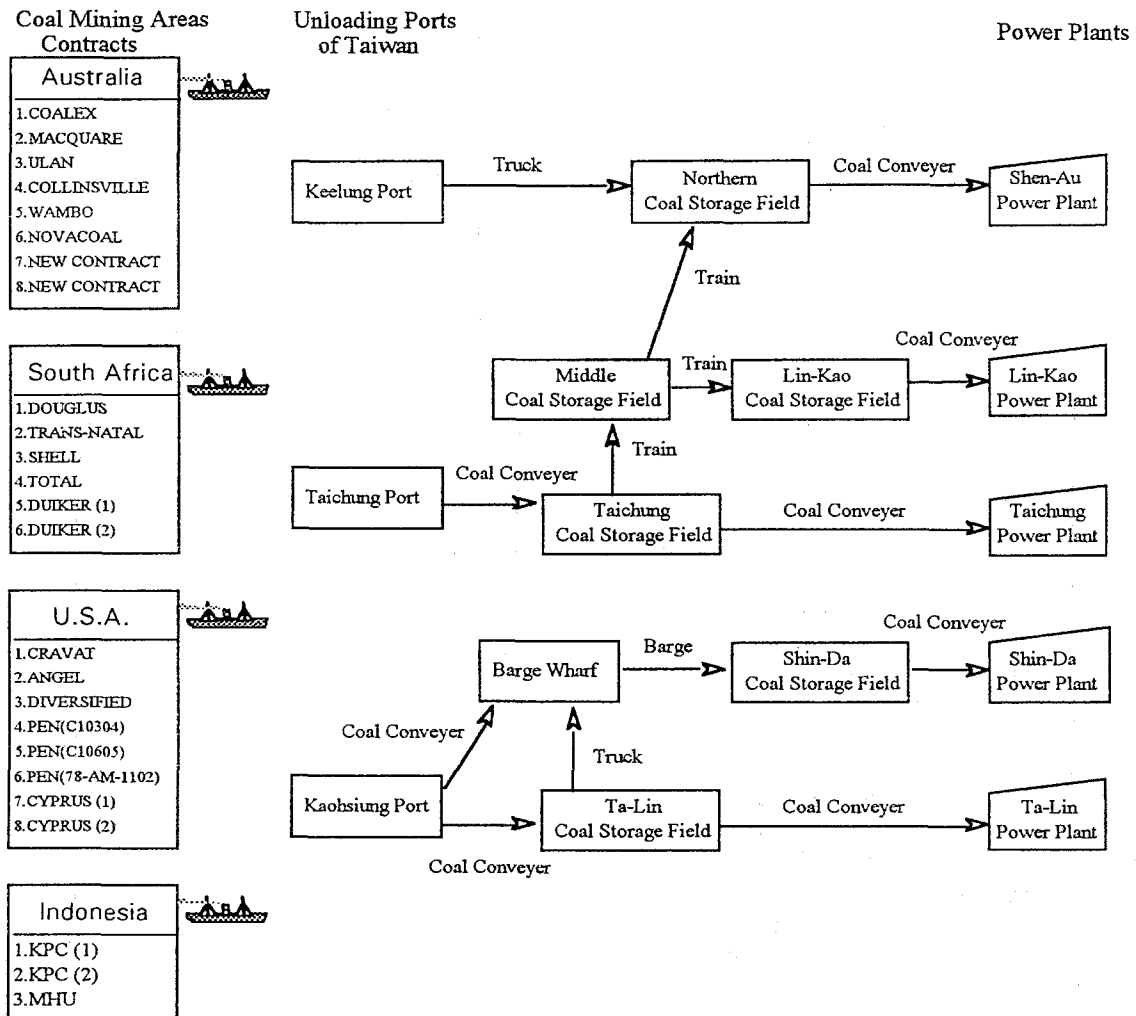 Coal Mining Areas
Contracts
Unloading Ports
of Taiwan
Power Plants
Australia
1.COALEX
2.MACQUARE
3.ULAN
4.COLLINSVILLE
5.WAMBO
6.NOVACOAL
7.NEW CONTRACT
8.NEW CONTRACT
South Africa
1.DOUGLUS
2.TRANS-NATAL
3.SHELL
4.TOTAL
5.DUIKER (1)
6.DUIKER (2)
U.S.A.
1.CRAVAT
2.ANGEL
3.DIVERSIFIED
4.PEN(C10304)
5.PEN(C10605)
6.PEN(78-AM-1102)
7.CYPRUS (1)
8.CYPRUS (2)
Indonesia
1.KPC (1)
2.KPC (2)
3.MHU
Keelung Port
Truck
Northern
Coal Storage Field
Coal Conveyer
Shen-Au
Power Plant
Train
Middle
Coal Storage Field
Train
Lin-Kao
Coal Storage Field
Coal Conveyer
Lin-Kao
Power Plant
Train
Taichung Port
Coal Conveyer
Taichung
Coal Storage Field
Coal Conveyer
Taichung
Power Plant
Barge Wharf
Barge
Shin-Da
Coal Storage Field
Coal Conveyer
Shin-Da
Power Plant
Coal Conveyer
Truck
Kaohsiung Port
Coal Conveyer
Ta-Lin
Coal Storage Field
Coal Conveyer
Ta-Lin
Power Plant